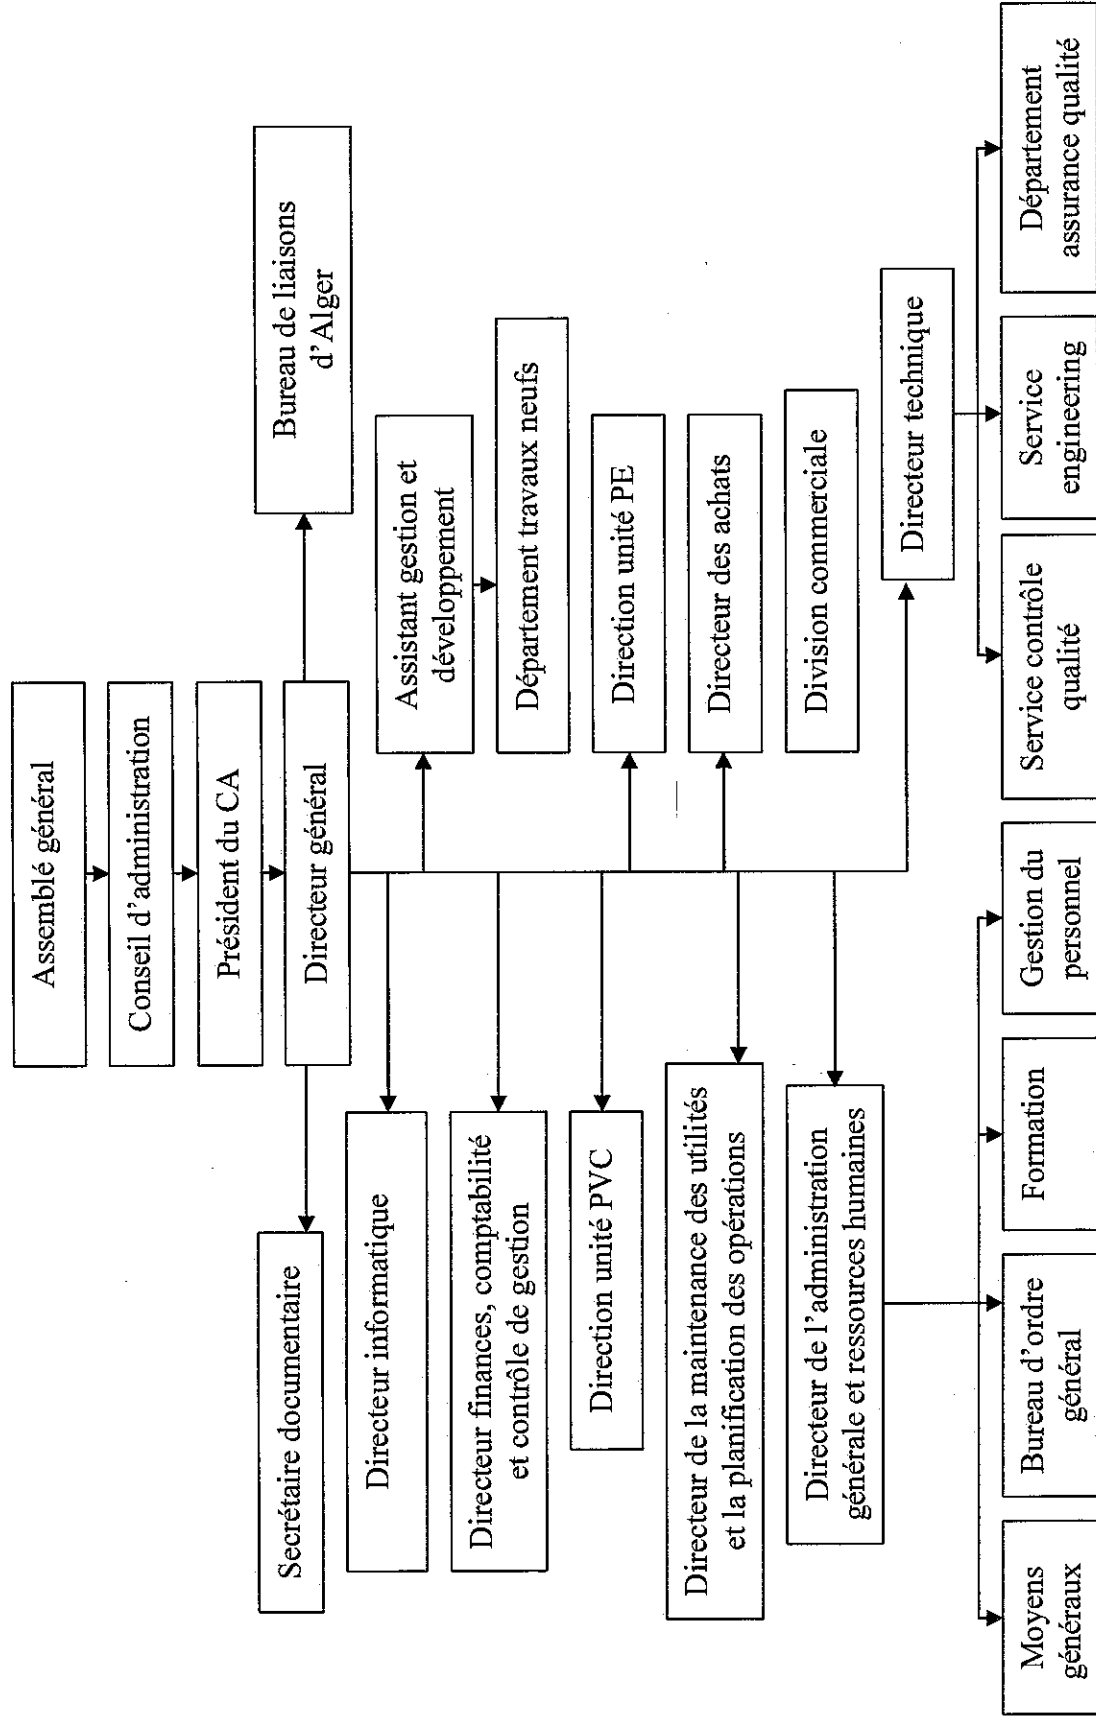 Assemblé général
Conseil d'administration
Président du CA
Directeur général
Secrétaire documentaire
Bureau de liaisons
d'Alger
Directeur informatique
Assistant gestion et
développement
Directeur finances, comptabilité
et contrôle de gestion
Département travaux neufs
Direction unité PVC
Direction unité PE
Directeur de la maintenance des utilités
et la planification des opérations
Directeur des achats
Directeur de l'administration
générale et ressources humaines
Division commerciale
Directeur technique
Moyens
généraux
Bureau d'ordre
général
Formation
Gestion du
personnel
Service contrôle
qualité
Service
engineering
Département
assurance qualité